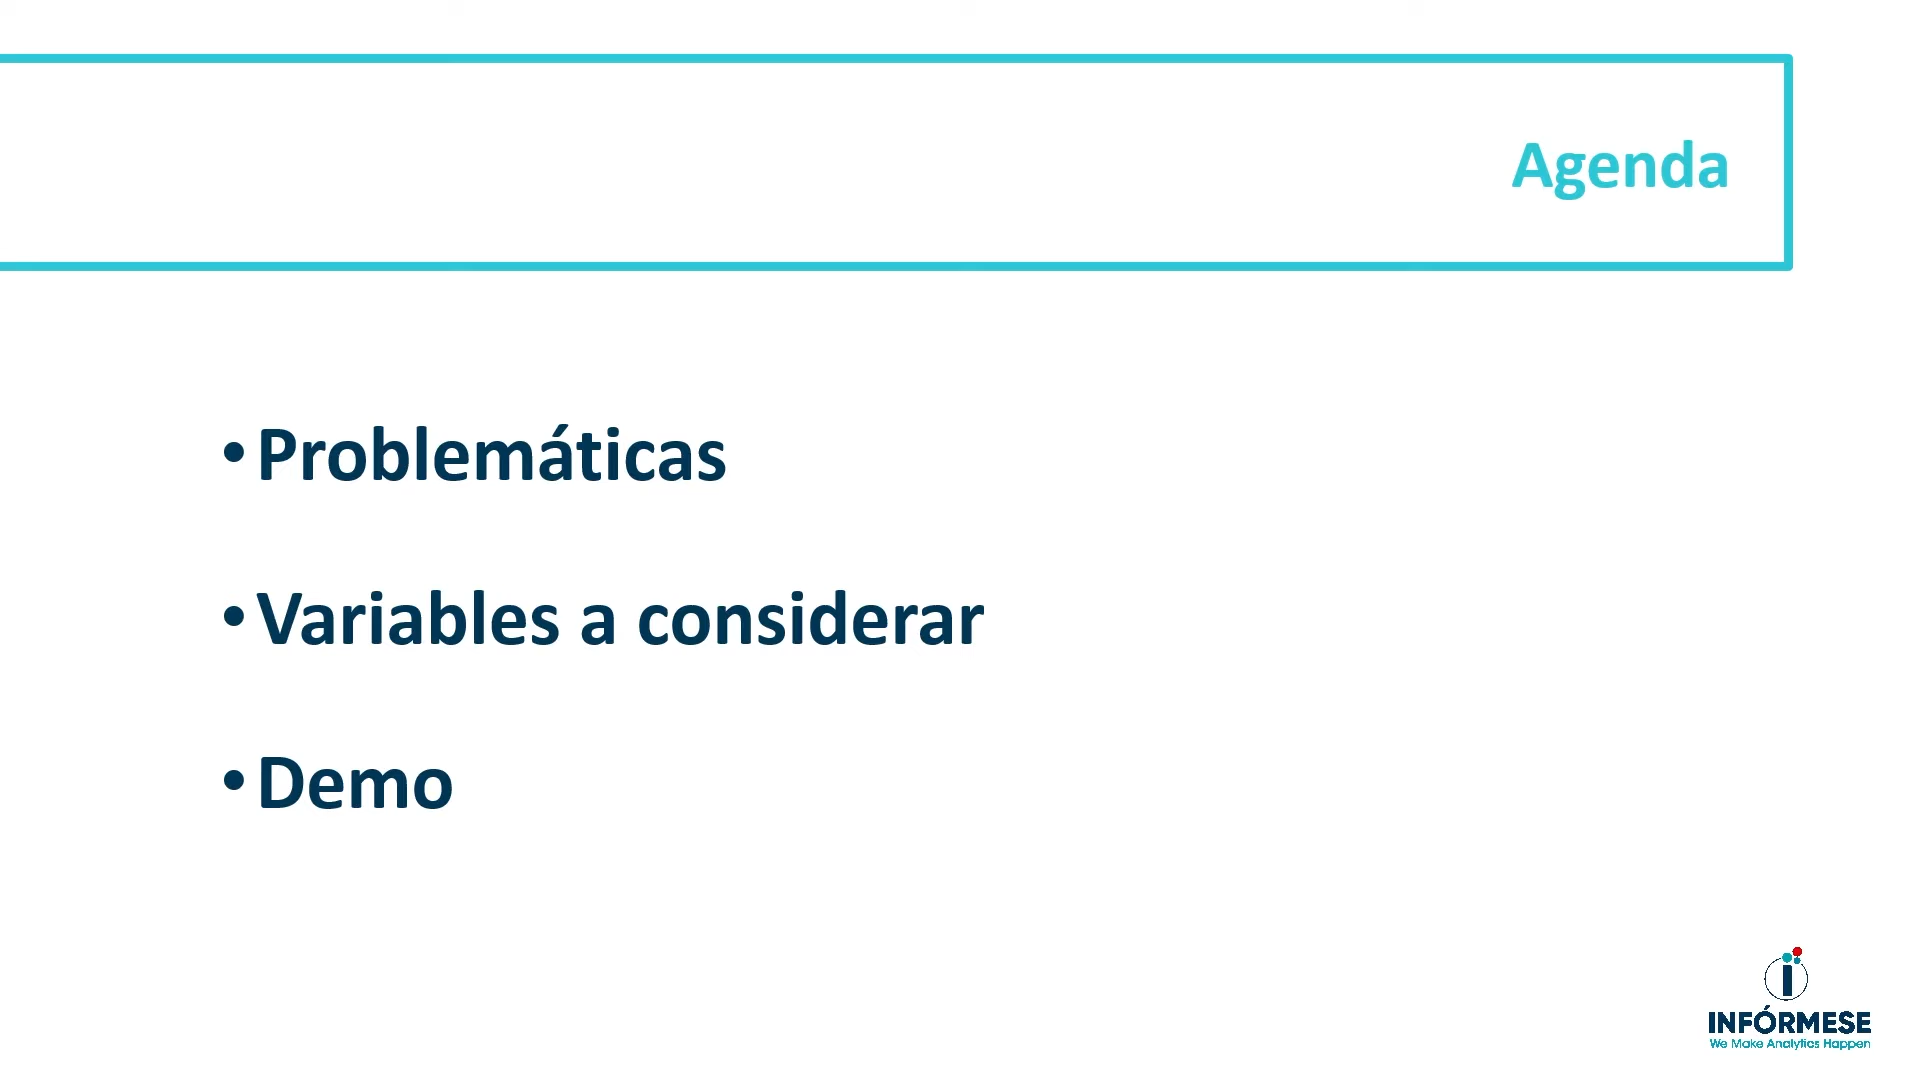 Agenda
• Problemáticas
• Variables a considerar
• Demo
INFÓRMESE
We Make Analytics Happen